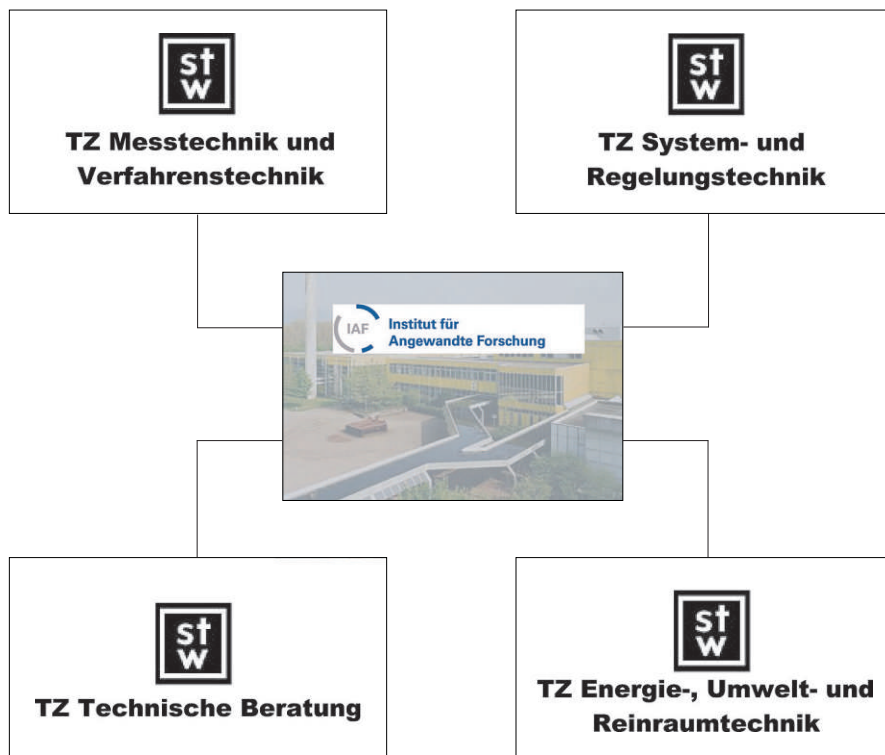 st
w
TZ Messtechnik und
Verfahrenstechnik
st
w
TZ System- und
Regelungstechnik
IAF
Institut für
Angewandte Forschung
st
w
TZ Technische Beratung
st
w
TZ Energie-, Umwelt- und
Reinraumtechnik